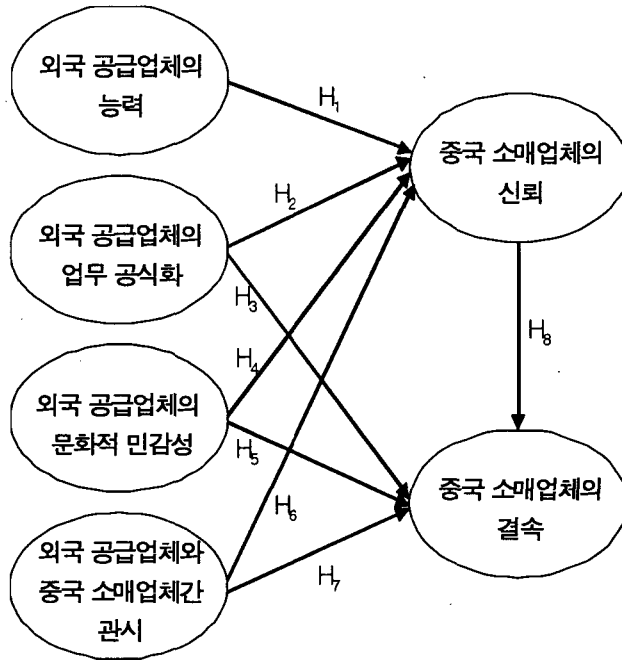 외국 공급업체의
능력
외국 공급업체의
업무 공식화
외국 공급업체의
문화적 민감성
외국 공급업체와
중국 소매업체간
관시
H₁
H₂
H₃
H₄
H₅
H₆
H₇
중국 소매업체의
신뢰
H₈
중국 소매업체의
결속